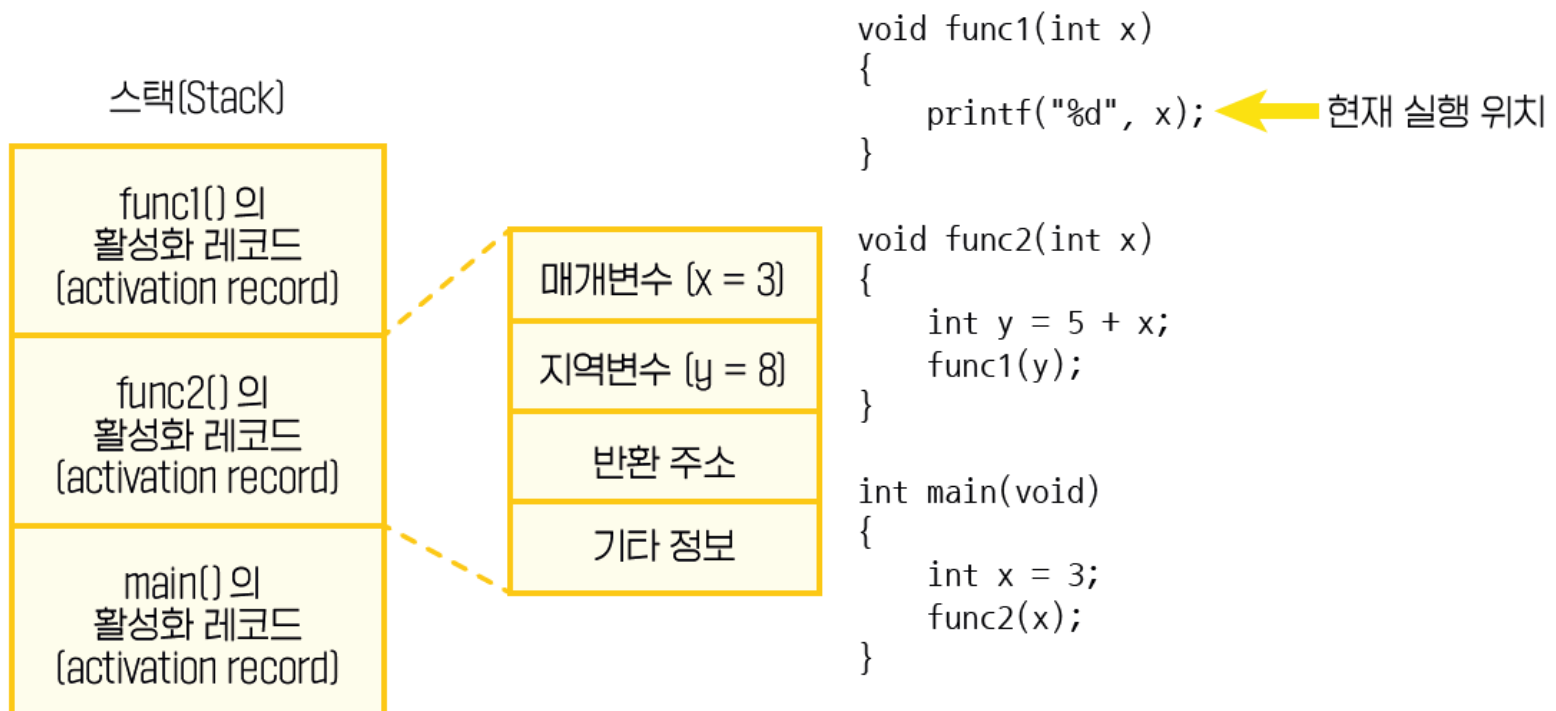 스택(Stack)
func1() 의
활성화 레코드
(activation record)
func2() 의
활성화 레코드
(activation record)
main() 의
활성화 레코드
(activation record)
매개변수 (x = 3)
지역변수 (y = 8)
반환 주소
기타 정보
void func1(int x)
{
    printf("%d", x);
현재 실행 위치
}
void func2(int x)
{
    int y = 5 + x;
    func1(y);
}
int main(void)
{
    int x = 3;
    func2(x);
}